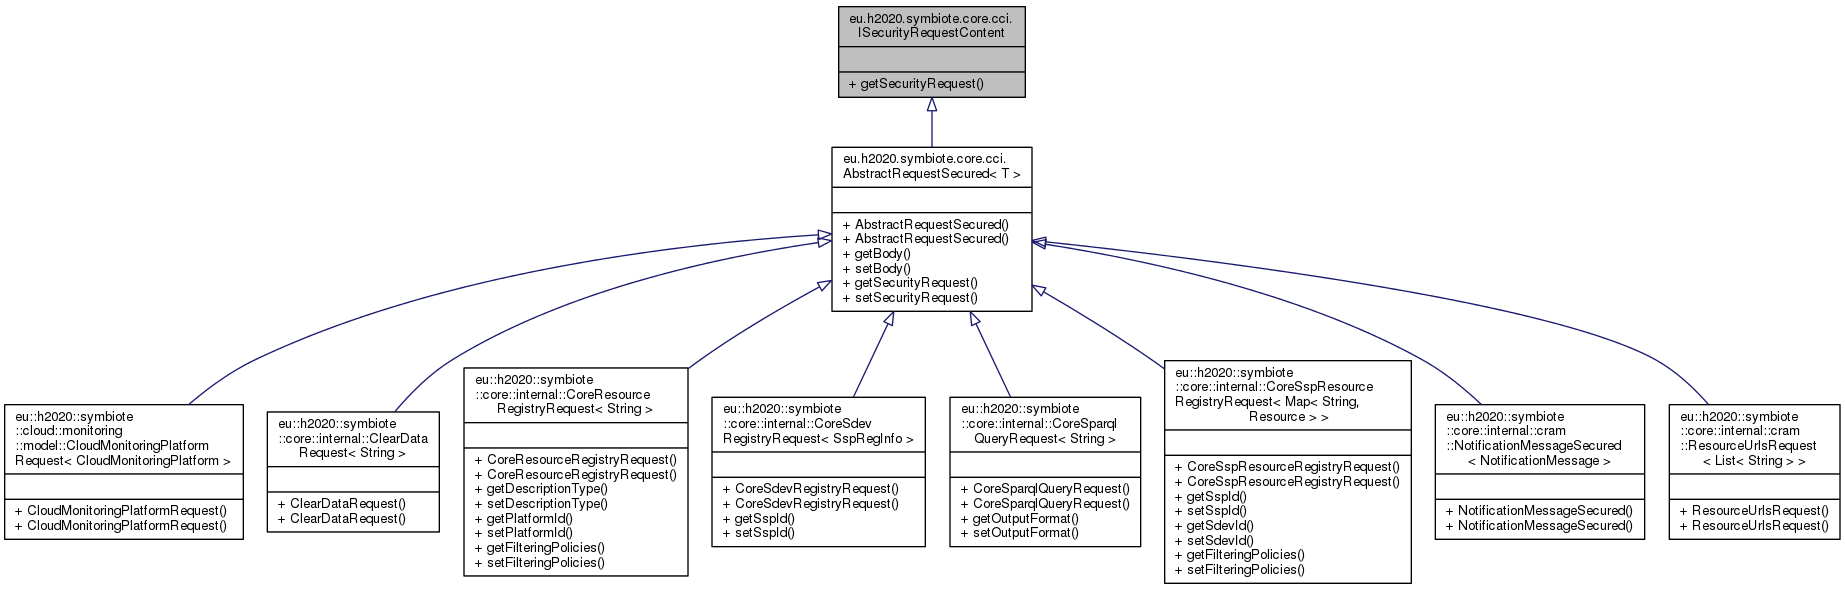 eu.h2020.symbiote.core.cci.
ISecurityRequestContent
+ getSecurityRequest()
eu.h2020.symbiote.core.cci.
AbstractRequestSecured< T >
+ AbstractRequestSecured()
+ AbstractRequestSecured()
+ getBody()
+ setBody()
+ getSecurityRequest()
+ setSecurityRequest()
eu::h2020::symbiote
::cloud::monitoring
::model::CloudMonitoringPlatform
Request< CloudMonitoringPlatform >
+ CloudMonitoringPlatformRequest()
+ CloudMonitoringPlatformRequest()
eu::h2020::symbiote
::core::internal::ClearData
Request< String >
+ ClearDataRequest()
+ ClearDataRequest()
eu::h2020::symbiote
::core::internal::CoreResource
RegistryRequest< String >
+ CoreResourceRegistryRequest()
+ CoreResourceRegistryRequest()
+ getDescriptionType()
+ setDescriptionType()
+ getPlatformId()
+ setPlatformId()
+ getFilteringPolicies()
+ setFilteringPolicies()
eu::h2020::symbiote
::core::internal::CoreSdev
RegistryRequest< SspRegInfo >
+ CoreSdevRegistryRequest()
+ CoreSdevRegistryRequest()
+ getSspId()
+ setSspId()
eu::h2020::symbiote
::core::internal::CoreSparql
QueryRequest< String >
+ CoreSparqlQueryRequest()
+ CoreSparqlQueryRequest()
+ getOutputFormat()
+ setOutputFormat()
eu::h2020::symbiote
::core::internal::CoreSspResource
RegistryRequest< Map< String,
Resource > >
+ CoreSspResourceRegistryRequest()
+ CoreSspResourceRegistryRequest()
+ getSspId()
+ setSspId()
+ getSdevId()
+ setSdevId()
+ getFilteringPolicies()
+ setFilteringPolicies()
eu::h2020::symbiote
::core::internal::cram
::NotificationMessageSecured
< NotificationMessage >
+ NotificationMessageSecured()
+ NotificationMessageSecured()
eu::h2020::symbiote
::core::internal::cram
::ResourceUrlsRequest
< List< String > >
+ ResourceUrlsRequest()
+ ResourceUrlsRequest()